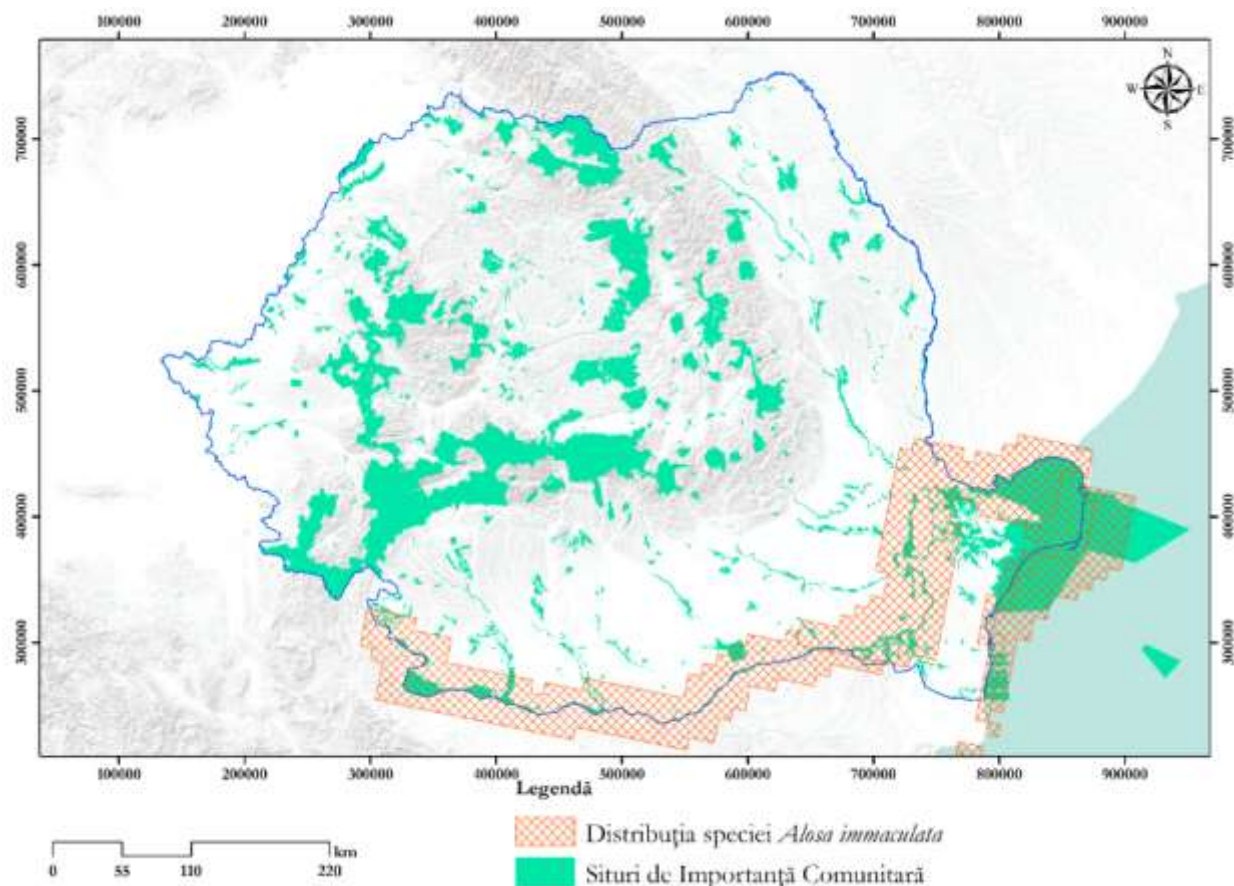 100000 200000 300000 400000 500000 600000 700000 800000 900000
N
W E
S
700000 700000
600000 600000
500000 500000
400000 400000
300000 300000
100000 200000 300000 400000 500000 600000 700000 800000 900000
Legendă
Distribuția speciei Alosa immaculata
km
0 55 110 220
Situri de Importanță Comunitară